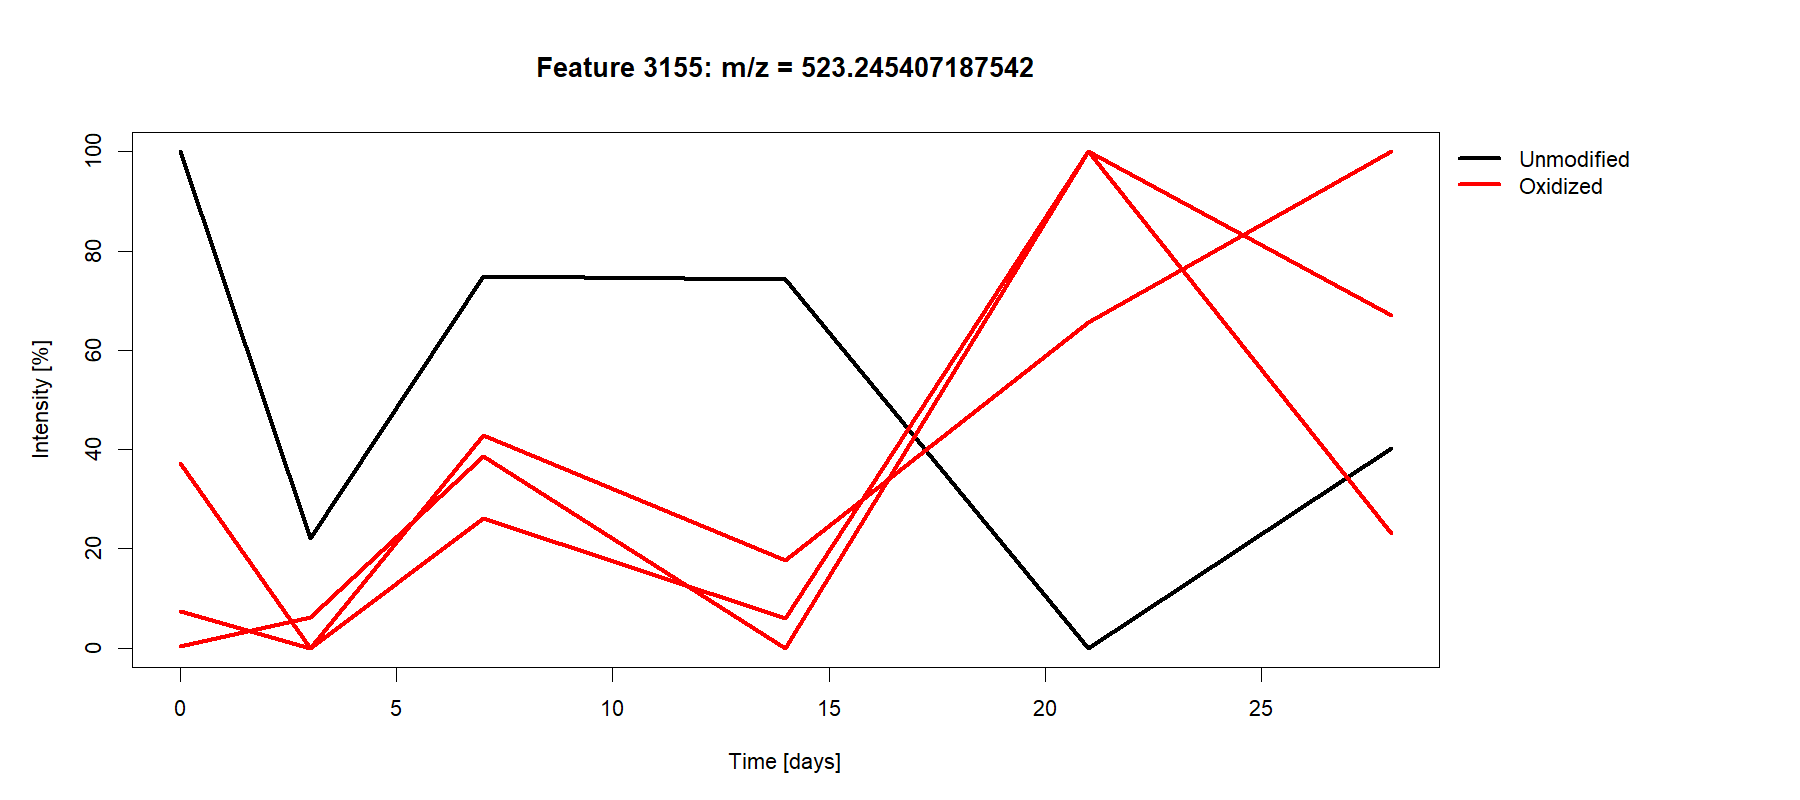 Feature 3155: m/z = 523.245407187542
Unmodified
Oxidized
Intensity [%]
100
80
60
40
20
0
0 5 10 15 20 25
Time [days]